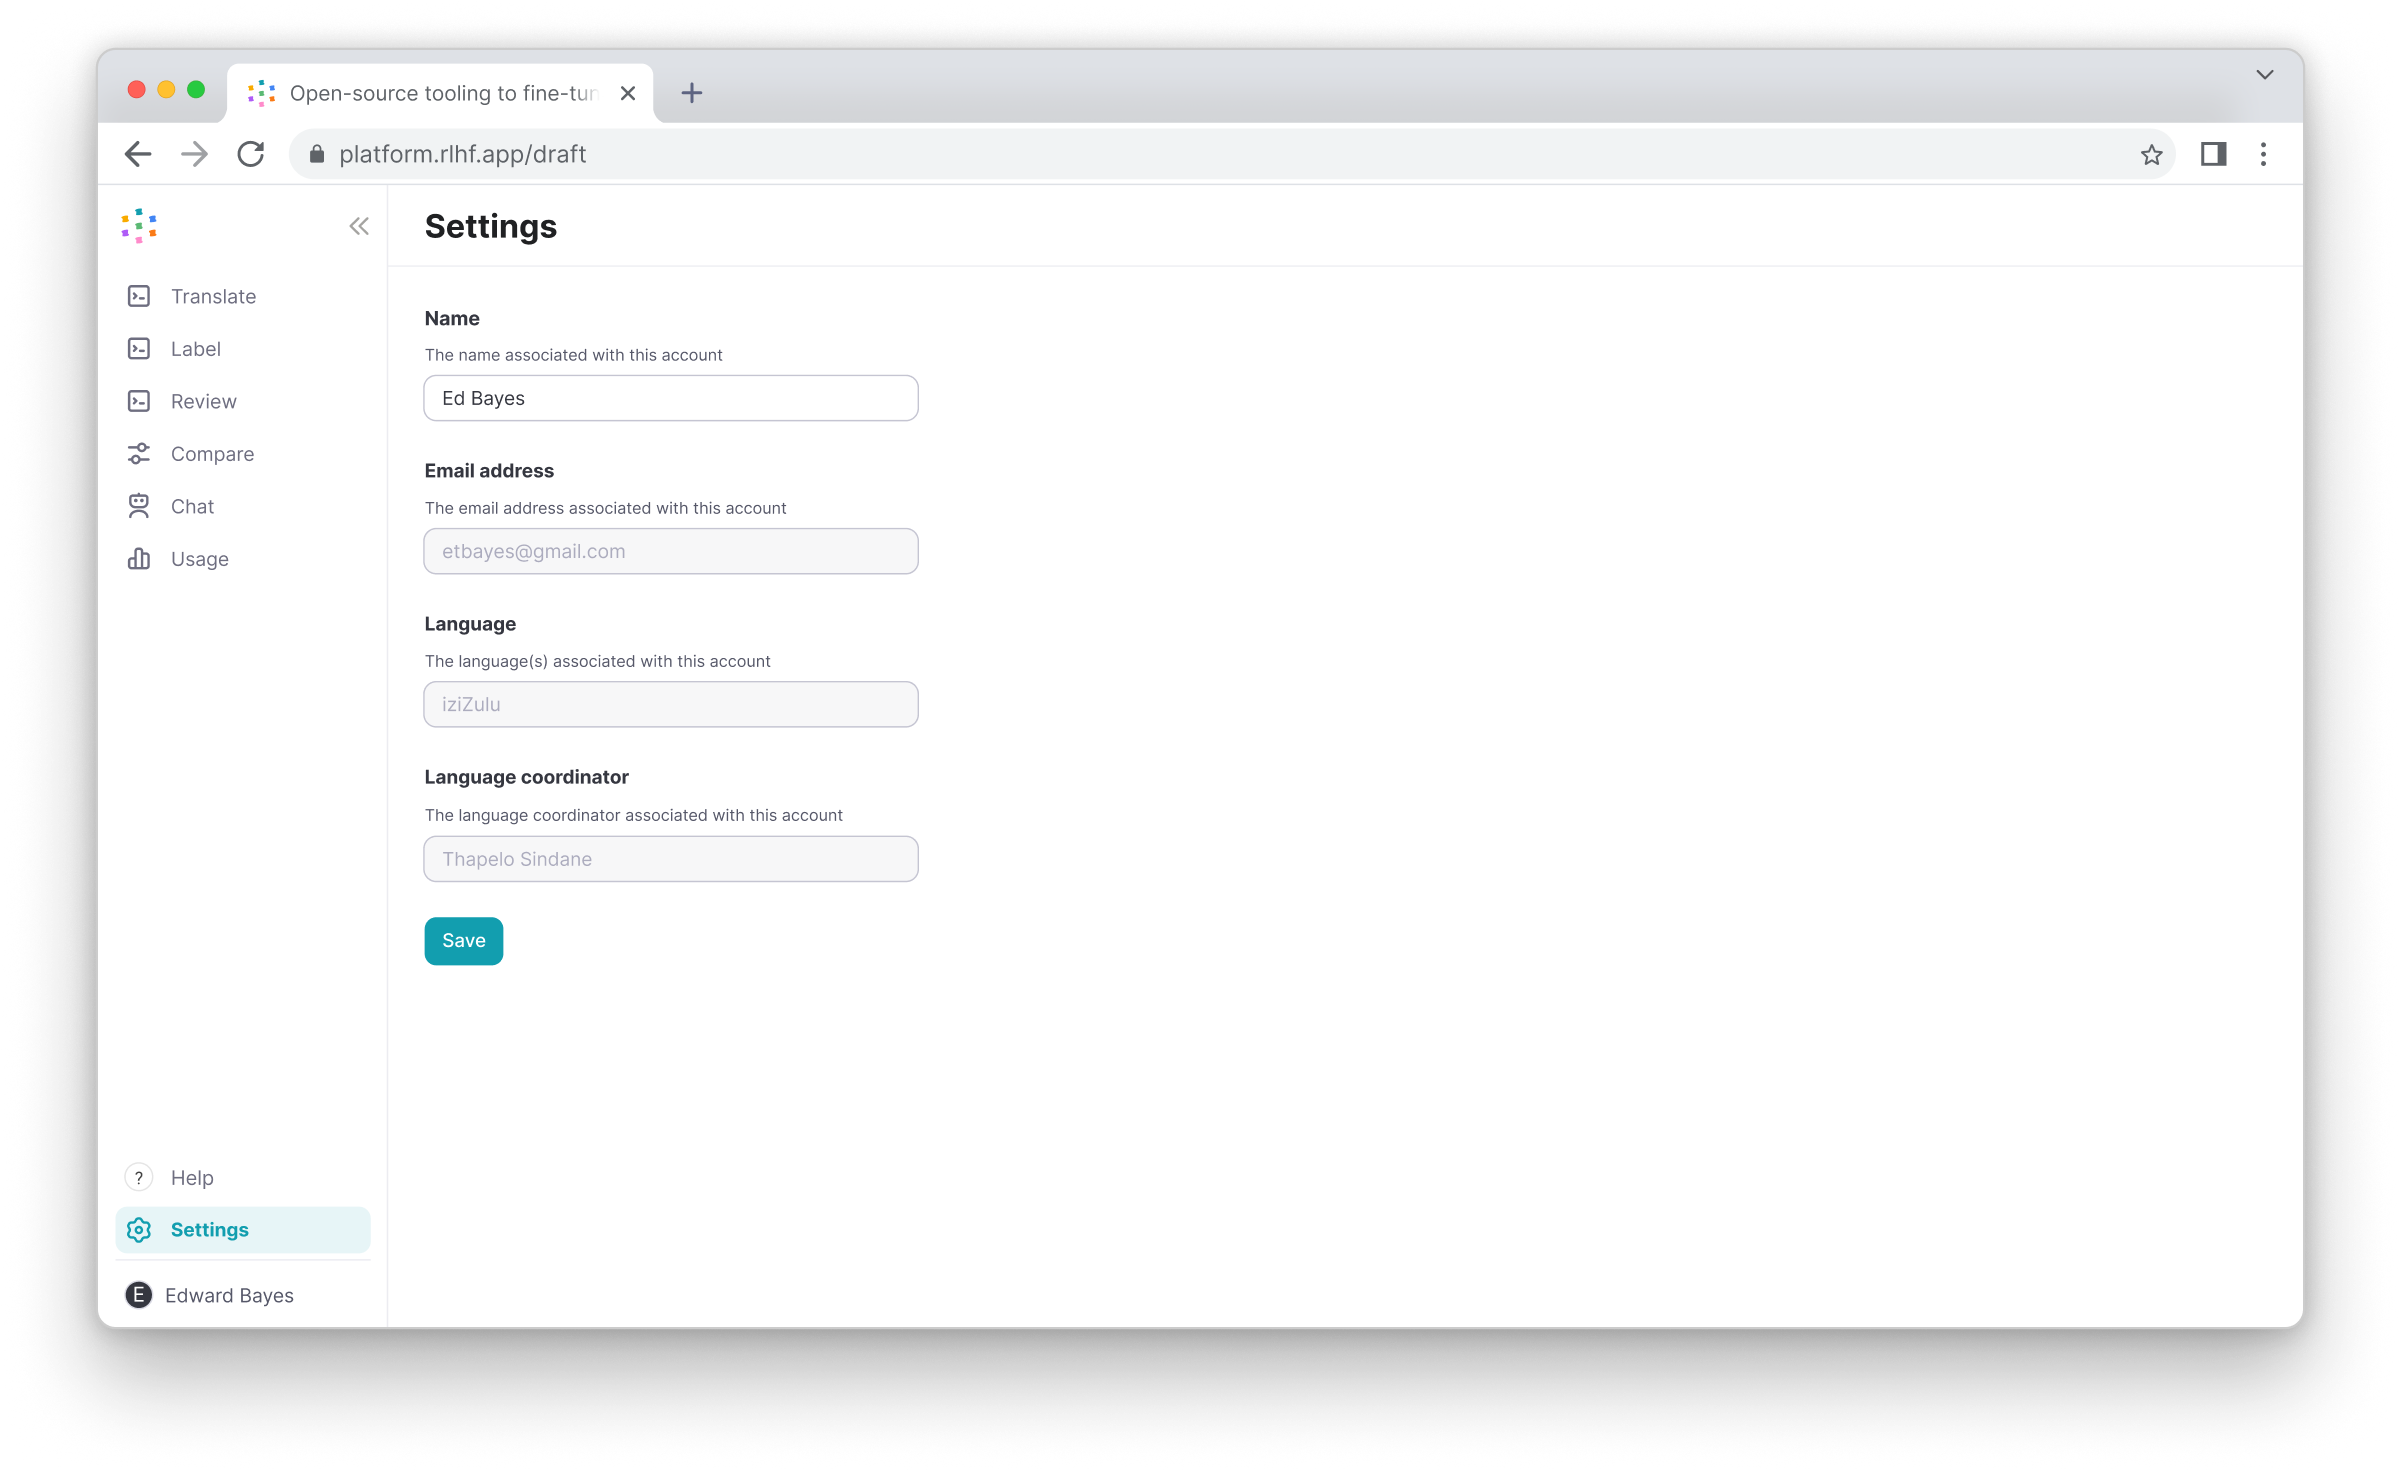 Open-source tooling to fine-tun
platform.rlhf.app/draft
Settings
Translate
Label
Review
Compare
Chat
Usage
Name
The name associated with this account
Ed Bayes
Email address
The email address associated with this account
etbayes@gmail.com
Language
The language(s) associated with this account
iziZulu
Language coordinator
The language coordinator associated with this account
Thapelo Sindane
Save
? Help
Settings
E Edward Bayes